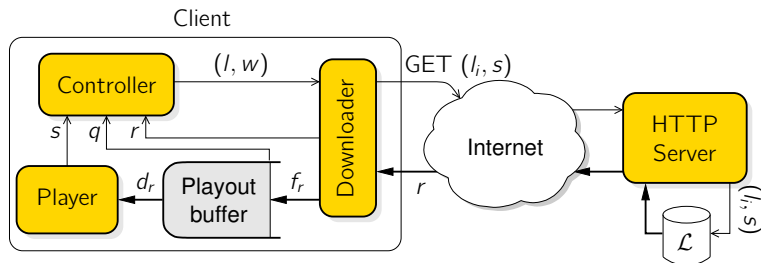 Client
Controller
(l, w)
GET (l_i, s)
Downloader
s
q
r
Internet
HTTP
Server
Player
d_r
Playout
buffer
f_r
r
(l_i, s)
ℒ